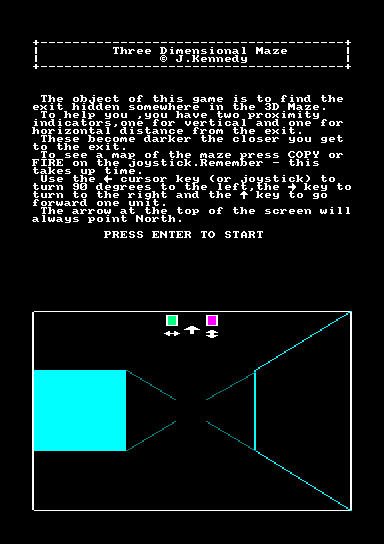 Three Dimensional Maze
© J.Kennedy
The object of this game is to find the
exit hidden somewhere in the 3D Maze.
To help you ,you have two proximity
indicators,one for vertical and one for
horizontal distance from the exit.
These become darker the closer you get
to the exit.
To see a map of the maze press COPY or
FIRE on the joystick.Remember - this
takes up time.
Use the ← cursor key (or joystick) to
turn 90 degrees to the left,the → key to
turn to the right and the ↑ key to go
forward one unit.
The arrow at the top of the screen will
always point North.
PRESS ENTER TO START